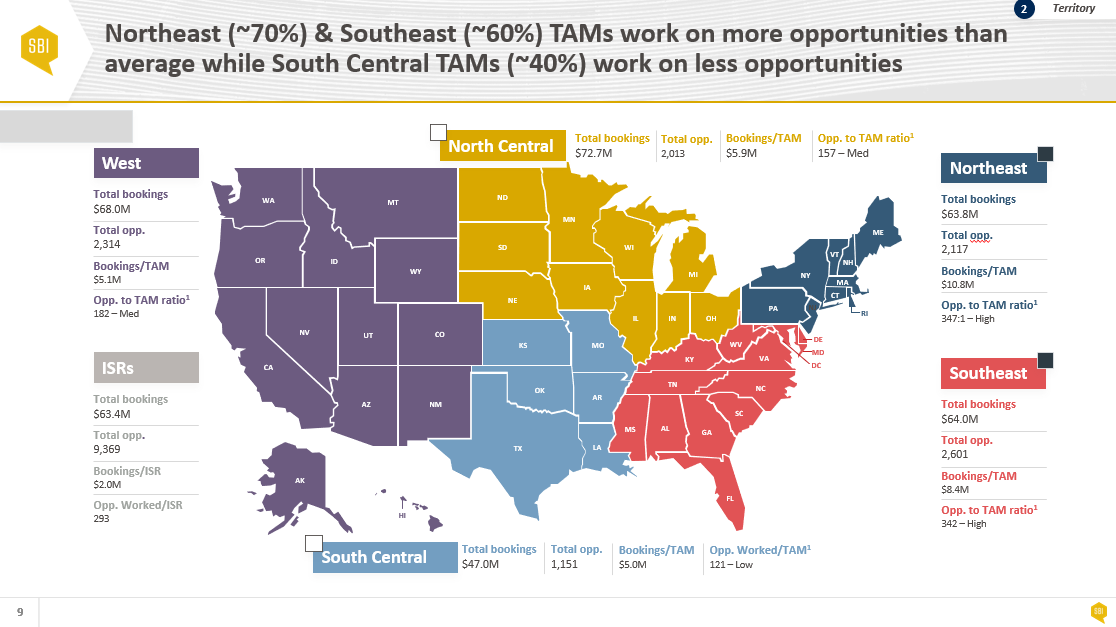 2
Territory
SBI
Northeast (~70%) & Southeast (~60%) TAMs work on more opportunities than
average while South Central TAMs (~40%) work on less opportunities
West
Total bookings
$68.0M
Total opp.
2,314
Bookings/TAM
$5.1M
Opp. to TAM ratio¹
182 – Med
ISRs
Total bookings
$63.4M
Total opp.
9,369
Bookings/ISR
$2.0M
Opp. Worked/ISR
293
North Central
Total bookings
$72.7M
Total opp.
2,013
Bookings/TAM
$5.9M
Opp. to TAM ratio¹
157 – Med
Northeast
Total bookings
$63.8M
Total opp.
2,117
Bookings/TAM
$10.8M
Opp. to TAM ratio¹
347:1 – High
Southeast
Total bookings
$64.0M
Total opp.
2,601
Bookings/TAM
$8.4M
Opp. to TAM ratio¹
342 – High
WA
MT
ND
MN
OR
ID
WY
SD
WI
MI
NE
IA
NV
UT
CO
CA
AZ
NM
KS
MO
IL
IN
OH
OK
AR
TX
LA
KY
WV
VA
TN
NC
SC
MS
AL
GA
FL
PA
NY
VT
NH
ME
MA
CT
RI
DE
MD
DC
AK
HI
South Central
Total bookings
$47.0M
Total opp.
1,151
Bookings/TAM
$5.0M
Opp. Worked/TAM¹
121 – Low
9
SBI